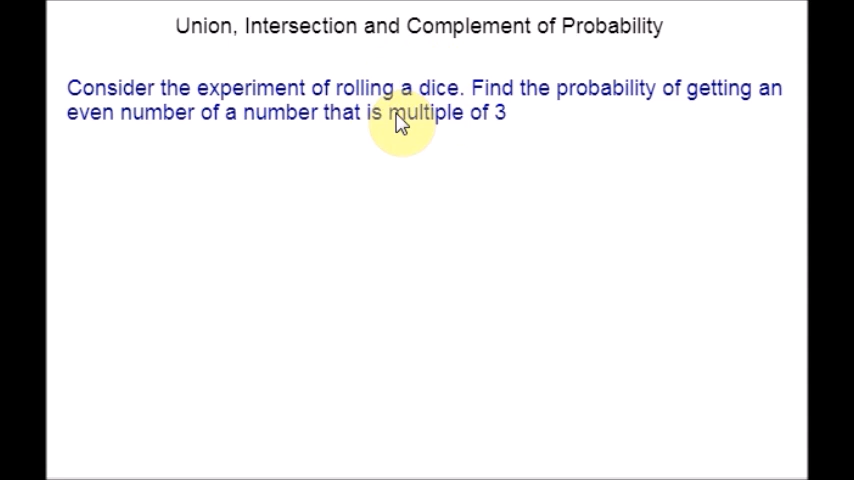 Union, Intersection and Complement of Probability
Consider the experiment of rolling a dice. Find the probability of getting an
even number of a number that is multiple of 3